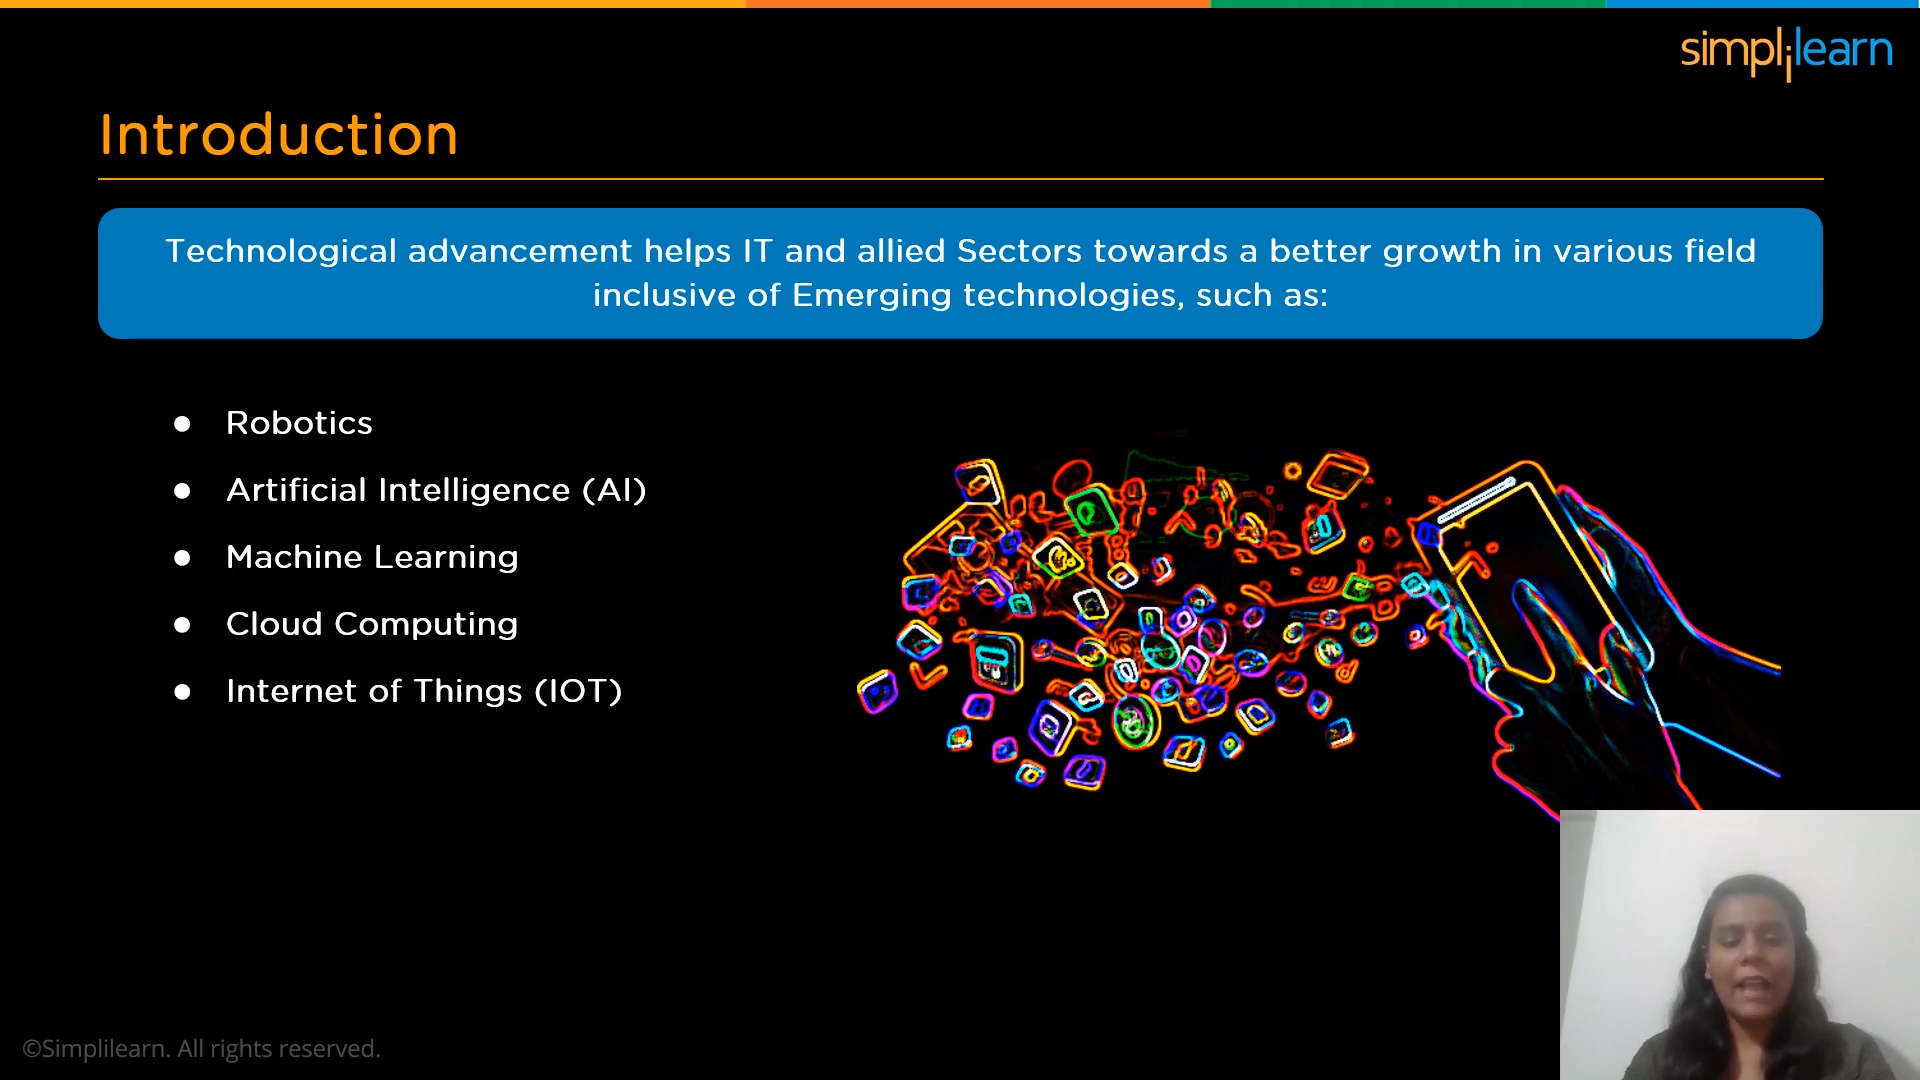 simplilearn
Introduction
Technological advancement helps IT and allied Sectors towards a better growth in various field
inclusive of Emerging technologies, such as:
● Robotics
● Artificial Intelligence (AI)
● Machine Learning
● Cloud Computing
● Internet of Things (IOT)
©Simplilearn. All rights reserved.